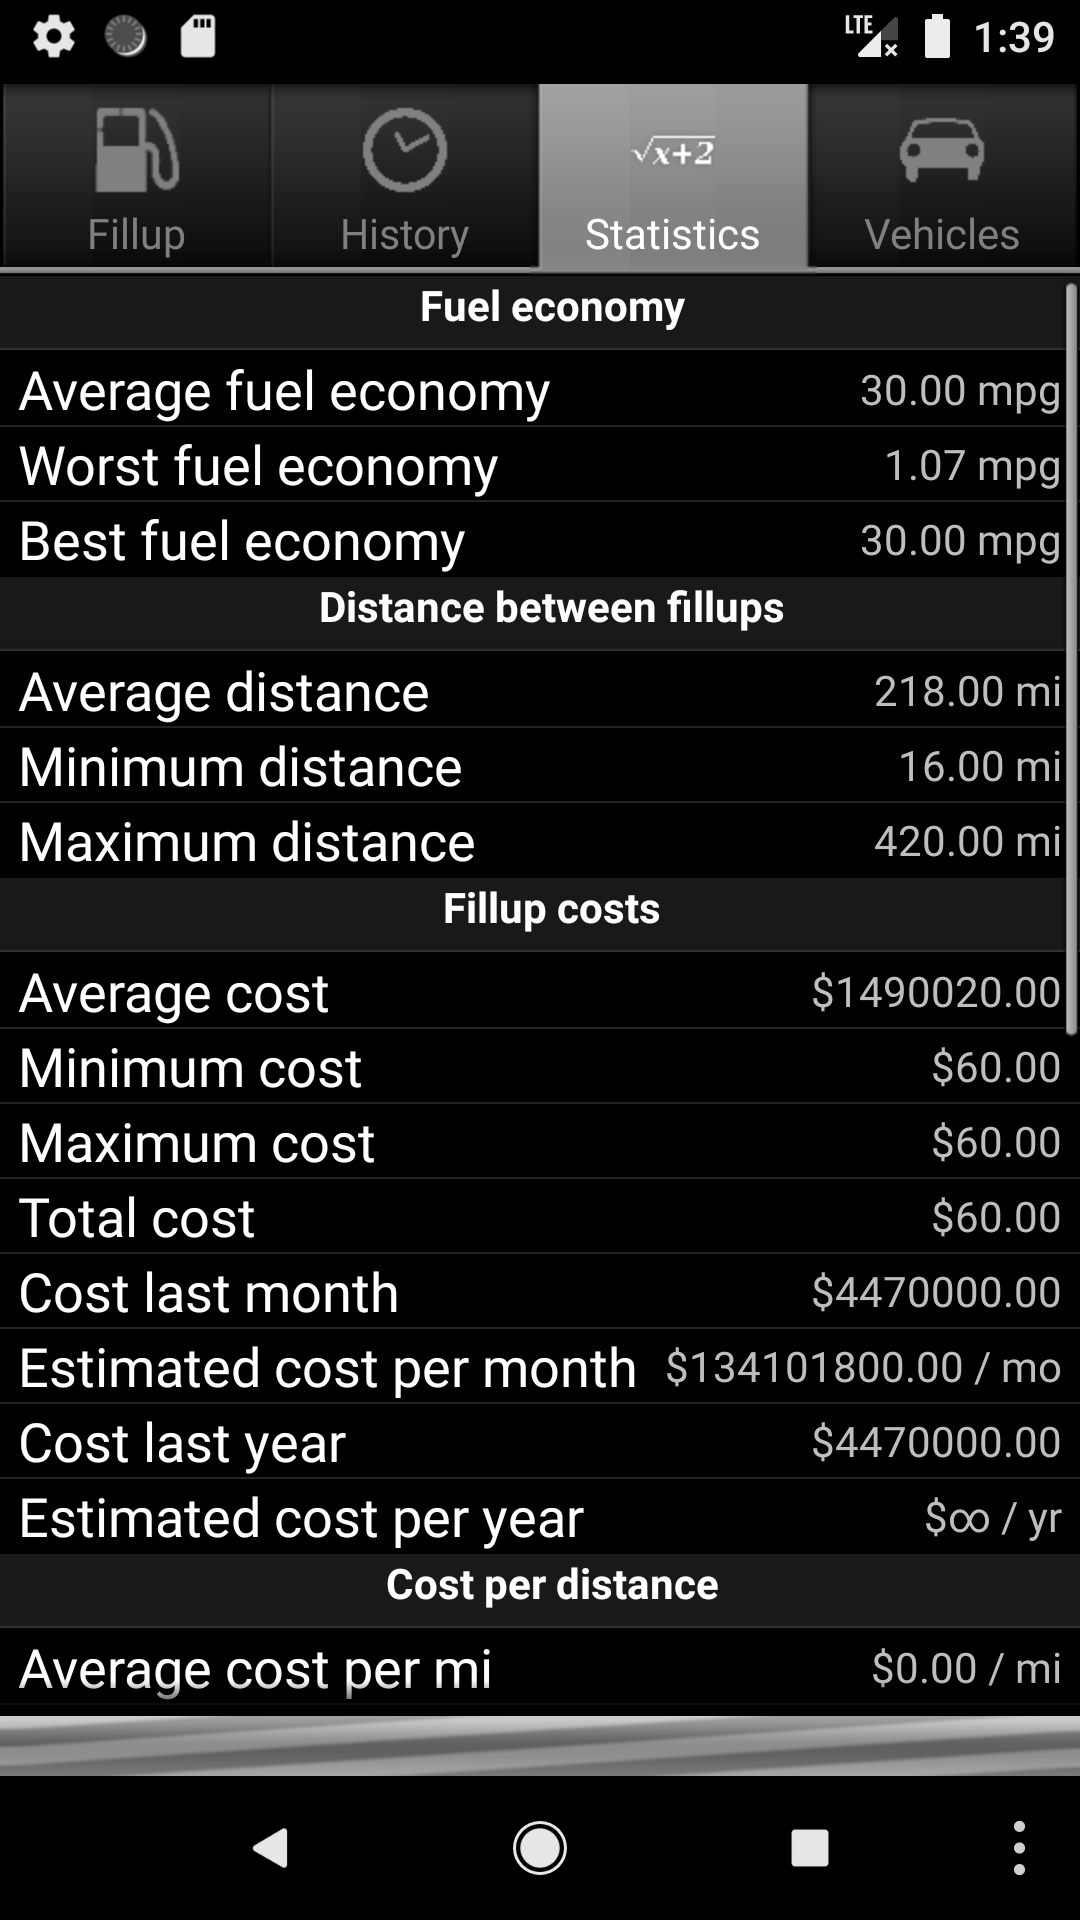 LTE 1:39
√x+2
Fillup History Statistics Vehicles
Fuel economy
Average fuel economy 30.00 mpg
Worst fuel economy 1.07 mpg
Best fuel economy 30.00 mpg
Distance between fillups
Average distance 218.00 mi
Minimum distance 16.00 mi
Maximum distance 420.00 mi
Fillup costs
Average cost $1490020.00
Minimum cost $60.00
Maximum cost $60.00
Total cost $60.00
Cost last month $4470000.00
Estimated cost per month $134101800.00 / mo
Cost last year $4470000.00
Estimated cost per year $∞ / yr
Cost per distance
Average cost per mi $0.00 / mi